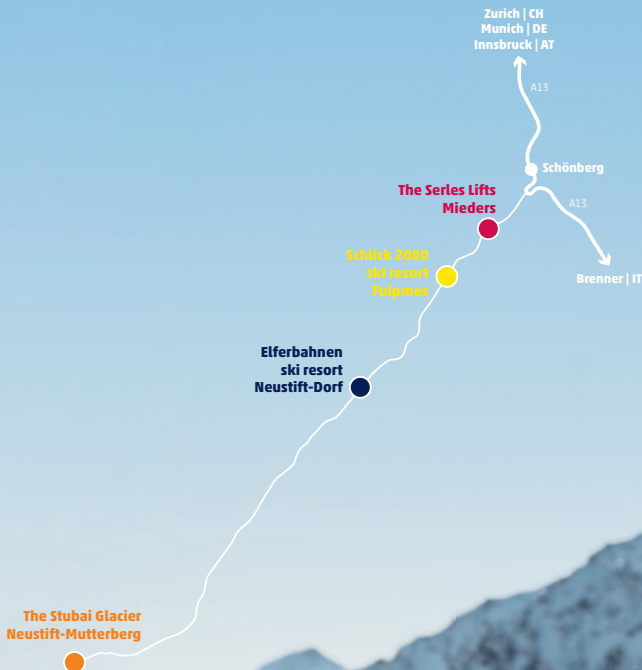 Zurich | CH
Munich | DE
Innsbruck | AT
A13
Schönberg
The Serles Lifts
Mieders
A13
Schlick 2000
ski resort
Fulpmes
Brenner | IT
Elferbahnen
ski resort
Neustift-Dorf
The Stubai Glacier
Neustift-Mutterberg